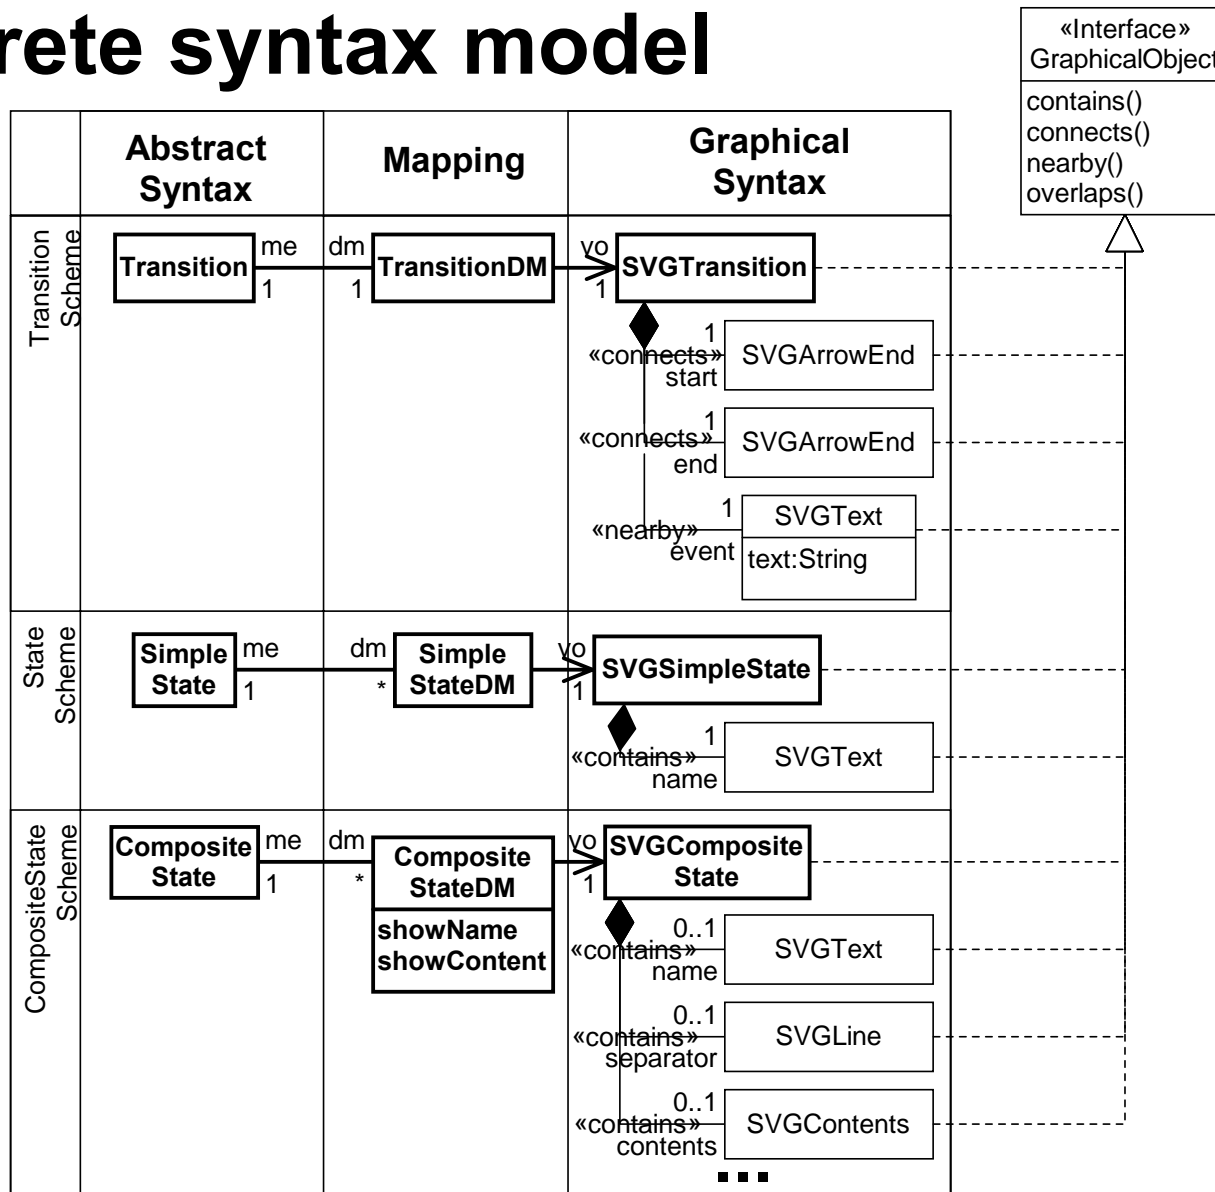 rete syntax model
«Interface»
GraphicalObject
contains()
connects()
nearby()
overlaps()
Abstract
Syntax
Mapping
Graphical
Syntax
Transition
Scheme
Transition
me
1
dm
1
TransitionDM
vo
1
SVGTransition
1
«connects»
start
SVGArrowEnd
1
«connects»
end
SVGArrowEnd
1
«nearby»
event
SVGText
text:String
State
Scheme
Simple
State
me
1
dm
*
Simple
StateDM
vo
1
SVGSimpleState
1
«contains»
name
SVGText
CompositeState
Scheme
Composite
State
me
1
dm
*
Composite
StateDM
showName
showContent
vo
1
SVGComposite
State
0..1
«contains»
name
SVGText
0..1
«contains»
separator
SVGLine
0..1
«contains»
contents
SVGContents
...